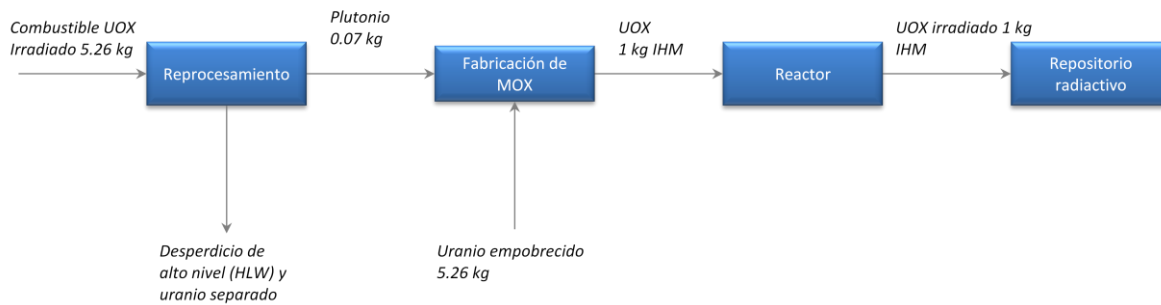 Combustible UOX
Irradiado 5.26 kg
Reprocesamiento
Plutonio
0.07 kg
Fabricación de
MOX
UOX
1 kg IHM
Reactor
UOX irradiado 1 kg
IHM
Repositorio
radiactivo
Desperdicio de
alto nivel (HLW) y
uranio separado
Uranio empobrecido
5.26 kg